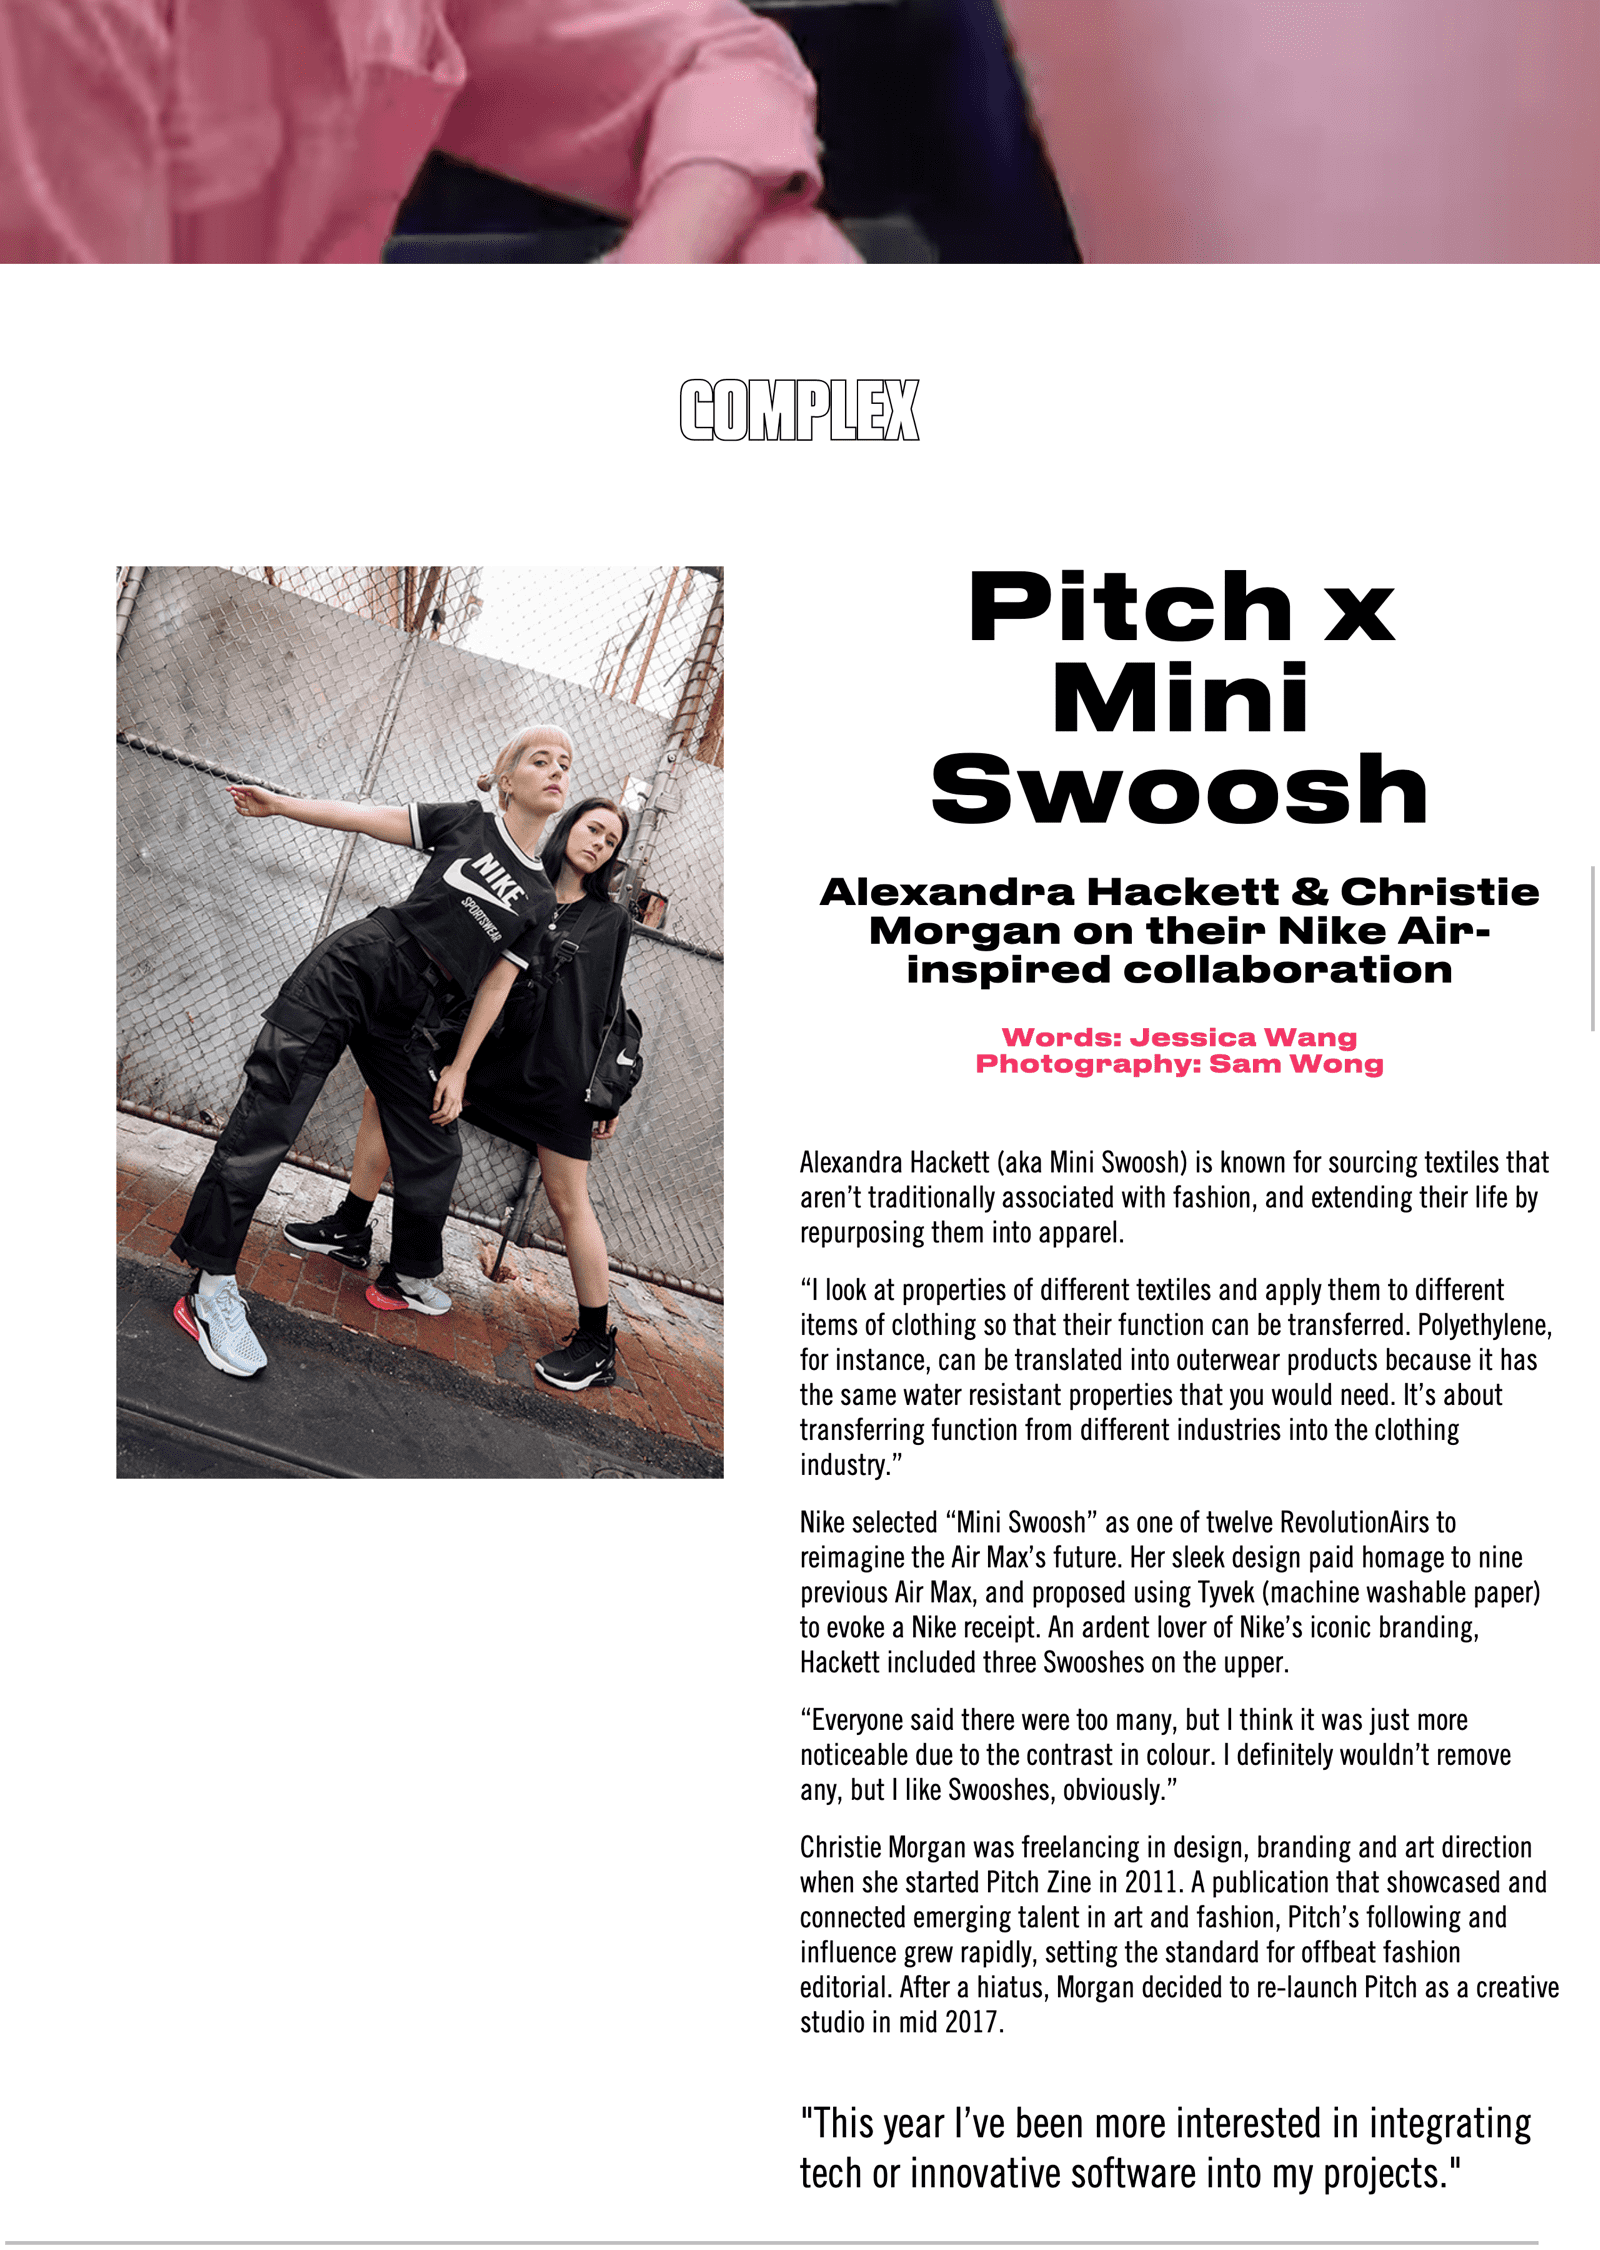 COMPLEX
NIKE
SPORTSWEAR
Pitch x
Mini
Swoosh
Alexandra Hackett & Christie
Morgan on their Nike Air-
inspired collaboration
Words: Jessica Wang
Photography: Sam Wong
Alexandra Hackett (aka Mini Swoosh) is known for sourcing textiles that
aren’t traditionally associated with fashion, and extending their life by
repurposing them into apparel.
“I look at properties of different textiles and apply them to different
items of clothing so that their function can be transferred. Polyethylene,
for instance, can be translated into outerwear products because it has
the same water resistant properties that you would need. It’s about
transferring function from different industries into the clothing
industry.”
Nike selected “Mini Swoosh” as one of twelve RevolutionAirs to
reimagine the Air Max’s future. Her sleek design paid homage to nine
previous Air Max, and proposed using Tyvek (machine washable paper)
to evoke a Nike receipt. An ardent lover of Nike’s iconic branding,
Hackett included three Swooshes on the upper.
“Everyone said there were too many, but I think it was just more
noticeable due to the contrast in colour. I definitely wouldn’t remove
any, but I like Swooshes, obviously.”
Christie Morgan was freelancing in design, branding and art direction
when she started Pitch Zine in 2011. A publication that showcased and
connected emerging talent in art and fashion, Pitch’s following and
influence grew rapidly, setting the standard for offbeat fashion
editorial. After a hiatus, Morgan decided to re-launch Pitch as a creative
studio in mid 2017.
"This year I’ve been more interested in integrating
tech or innovative software into my projects."